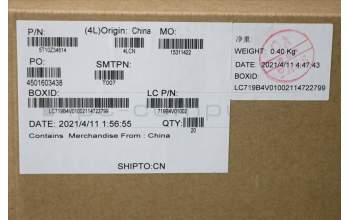 P/N:
(4L)Origin: China
MO:
5T10Z34614
4LCN
15311422
PO:
SMTPN:
4501603438
T007
BOXID:
LC P/N:
LC719B4V01002114722799
719B4V01002
DATE: 2021/4/11 1:56:55
QTY:
20
Contains Merchandise From : China
SHIPTO:CN
净重:
WEIGHT 0.40 Kg
DATE: 2021/4/11 4:47:43
BOXID:
LC719B4V01002114722799